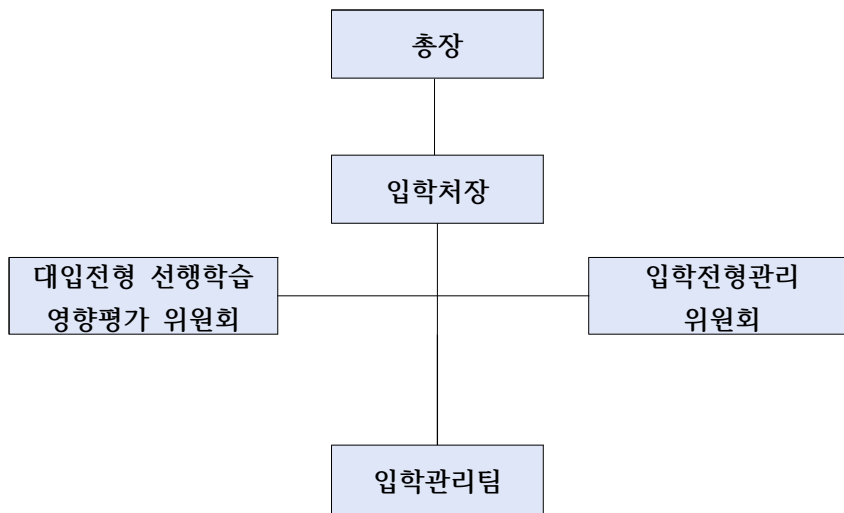 총장
입학처장
대입전형 선행학습
영향평가 위원회
입학전형관리
위원회
입학관리팀